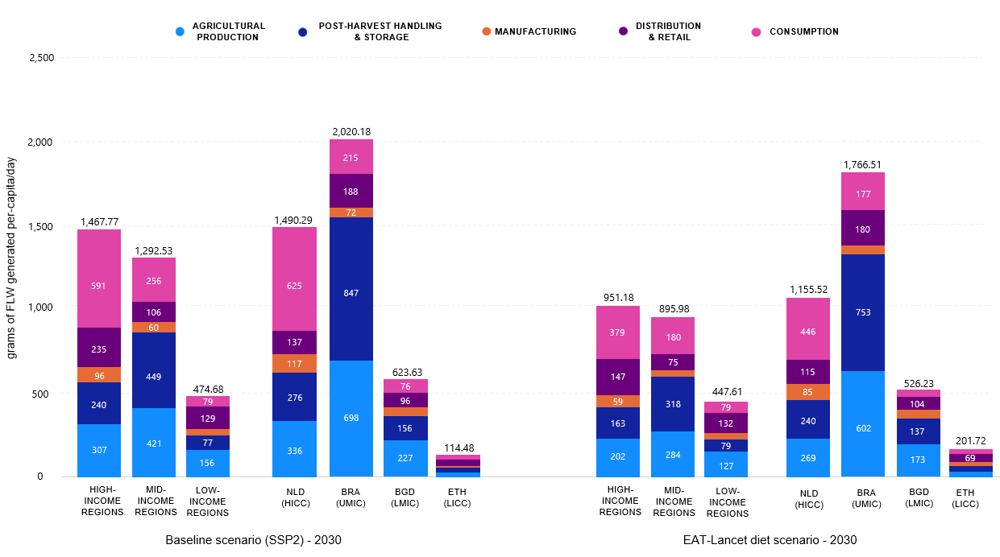 AGRICULTURAL
PRODUCTION
POST-HARVEST HANDLING
& STORAGE
MANUFACTURING
DISTRIBUTION
& RETAIL
CONSUMPTION
grams of FLW generated per-capita/day
2,500
2,000
1,500
1,000
500
0
1,467.77
591
235
96
240
307
HIGH-
INCOME
REGIONS
1,292.53
256
106
60
449
421
MID-
INCOME
REGIONS
474.68
79
129
77
156
LOW-
INCOME
REGIONS
1,490.29
625
137
117
276
336
NLD
(HICC)
2,020.18
215
188
72
847
698
BRA
(UMIC)
623.63
76
96
156
227
BGD
(LMIC)
114.48
ETH
(LICC)
Baseline scenario (SSP2) - 2030
951.18
379
147
59
163
202
HIGH-
INCOME
REGIONS
895.98
180
75
318
284
MID-
INCOME
REGIONS
447.61
79
132
79
127
LOW-
INCOME
REGIONS
1,155.52
446
115
85
240
269
NLD
(HICC)
1,766.51
177
180
753
602
BRA
(UMIC)
526.23
104
137
173
BGD
(LMIC)
201.72
69
ETH
(LICC)
EAT-Lancet diet scenario - 2030